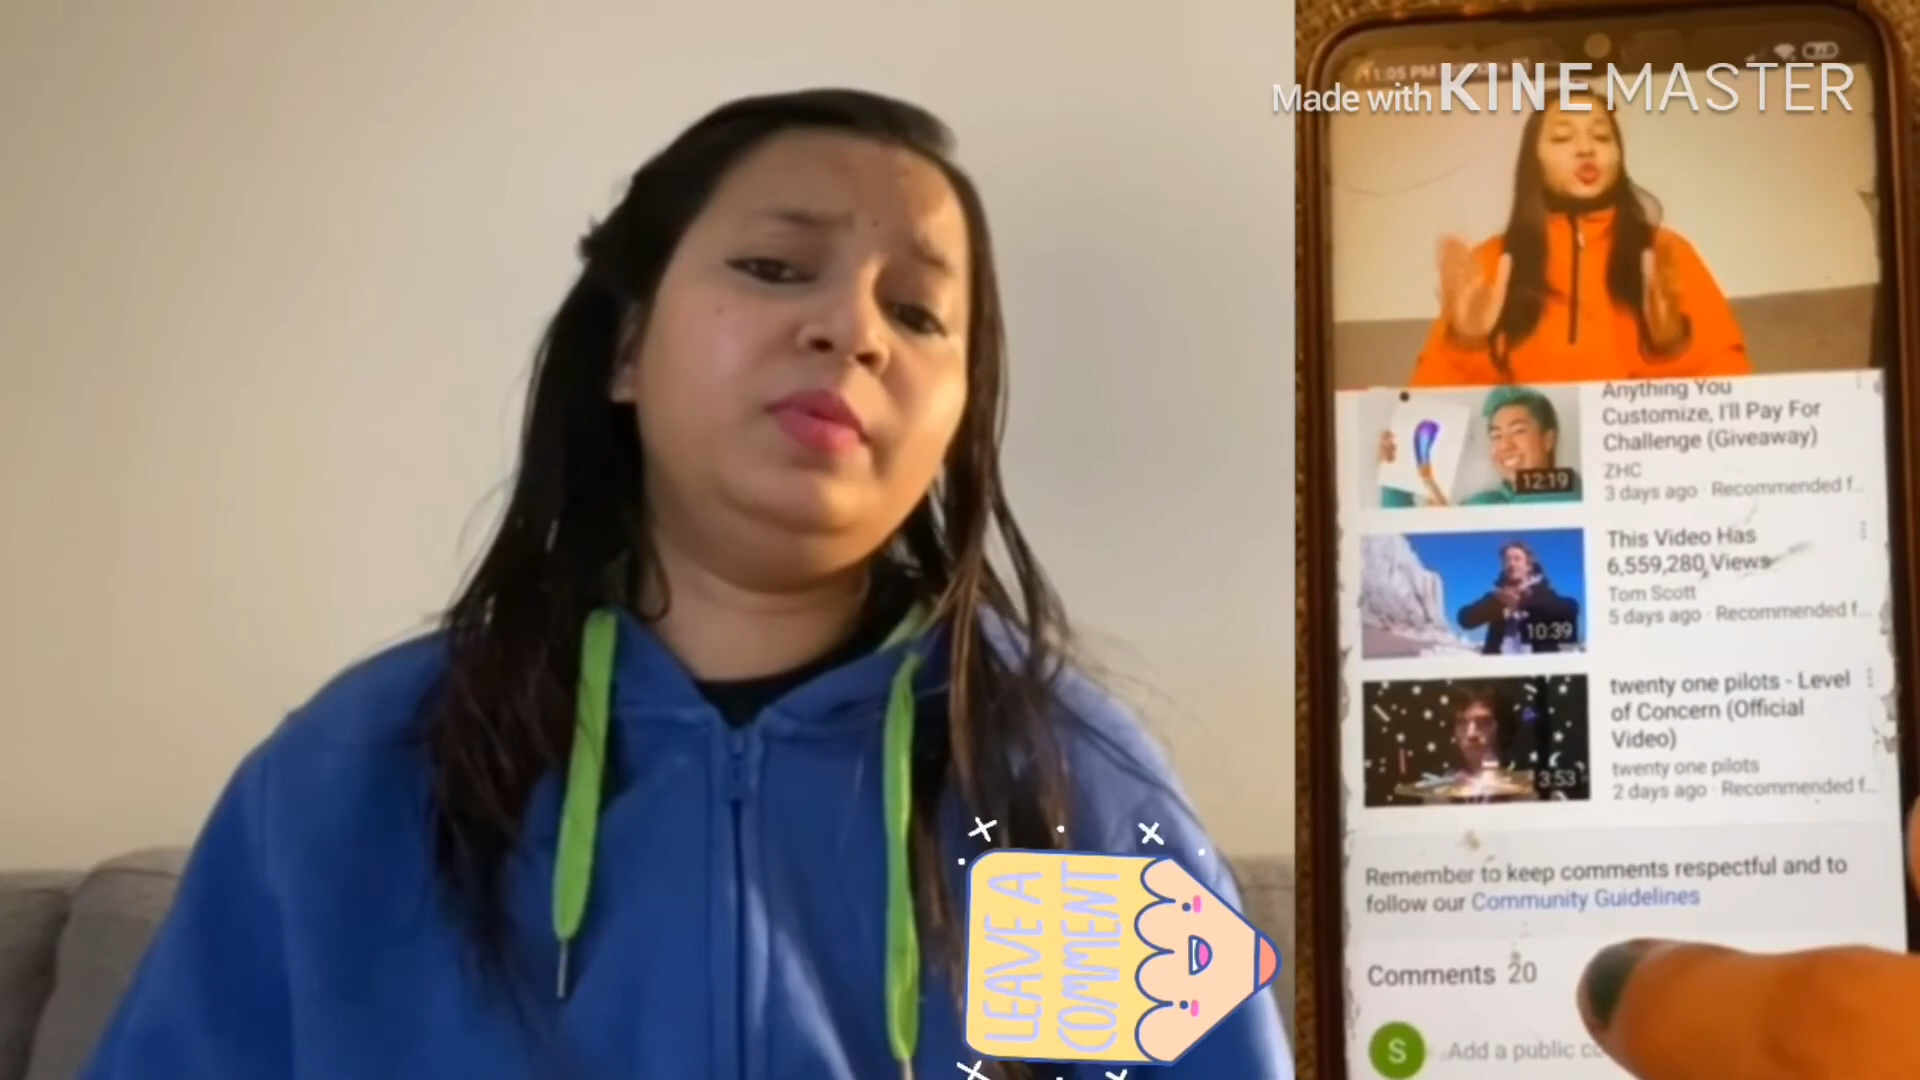 Made with KINEMASTER
11:05 PM
Anything You
Customize, I'll Pay For
Challenge (Giveaway)
ZHC
3 days ago · Recommended f...
12:19
This Video Has
6,559,280 Views
Tom Scott
5 days ago · Recommended f...
10:39
twenty one pilots - Level
of Concern (Official
Video)
twenty one pilots
2 days ago · Recommended f...
3:53
Remember to keep comments respectful and to
follow our Community Guidelines
Comments 20
S
Add a public
LEAVE A
COMMENT